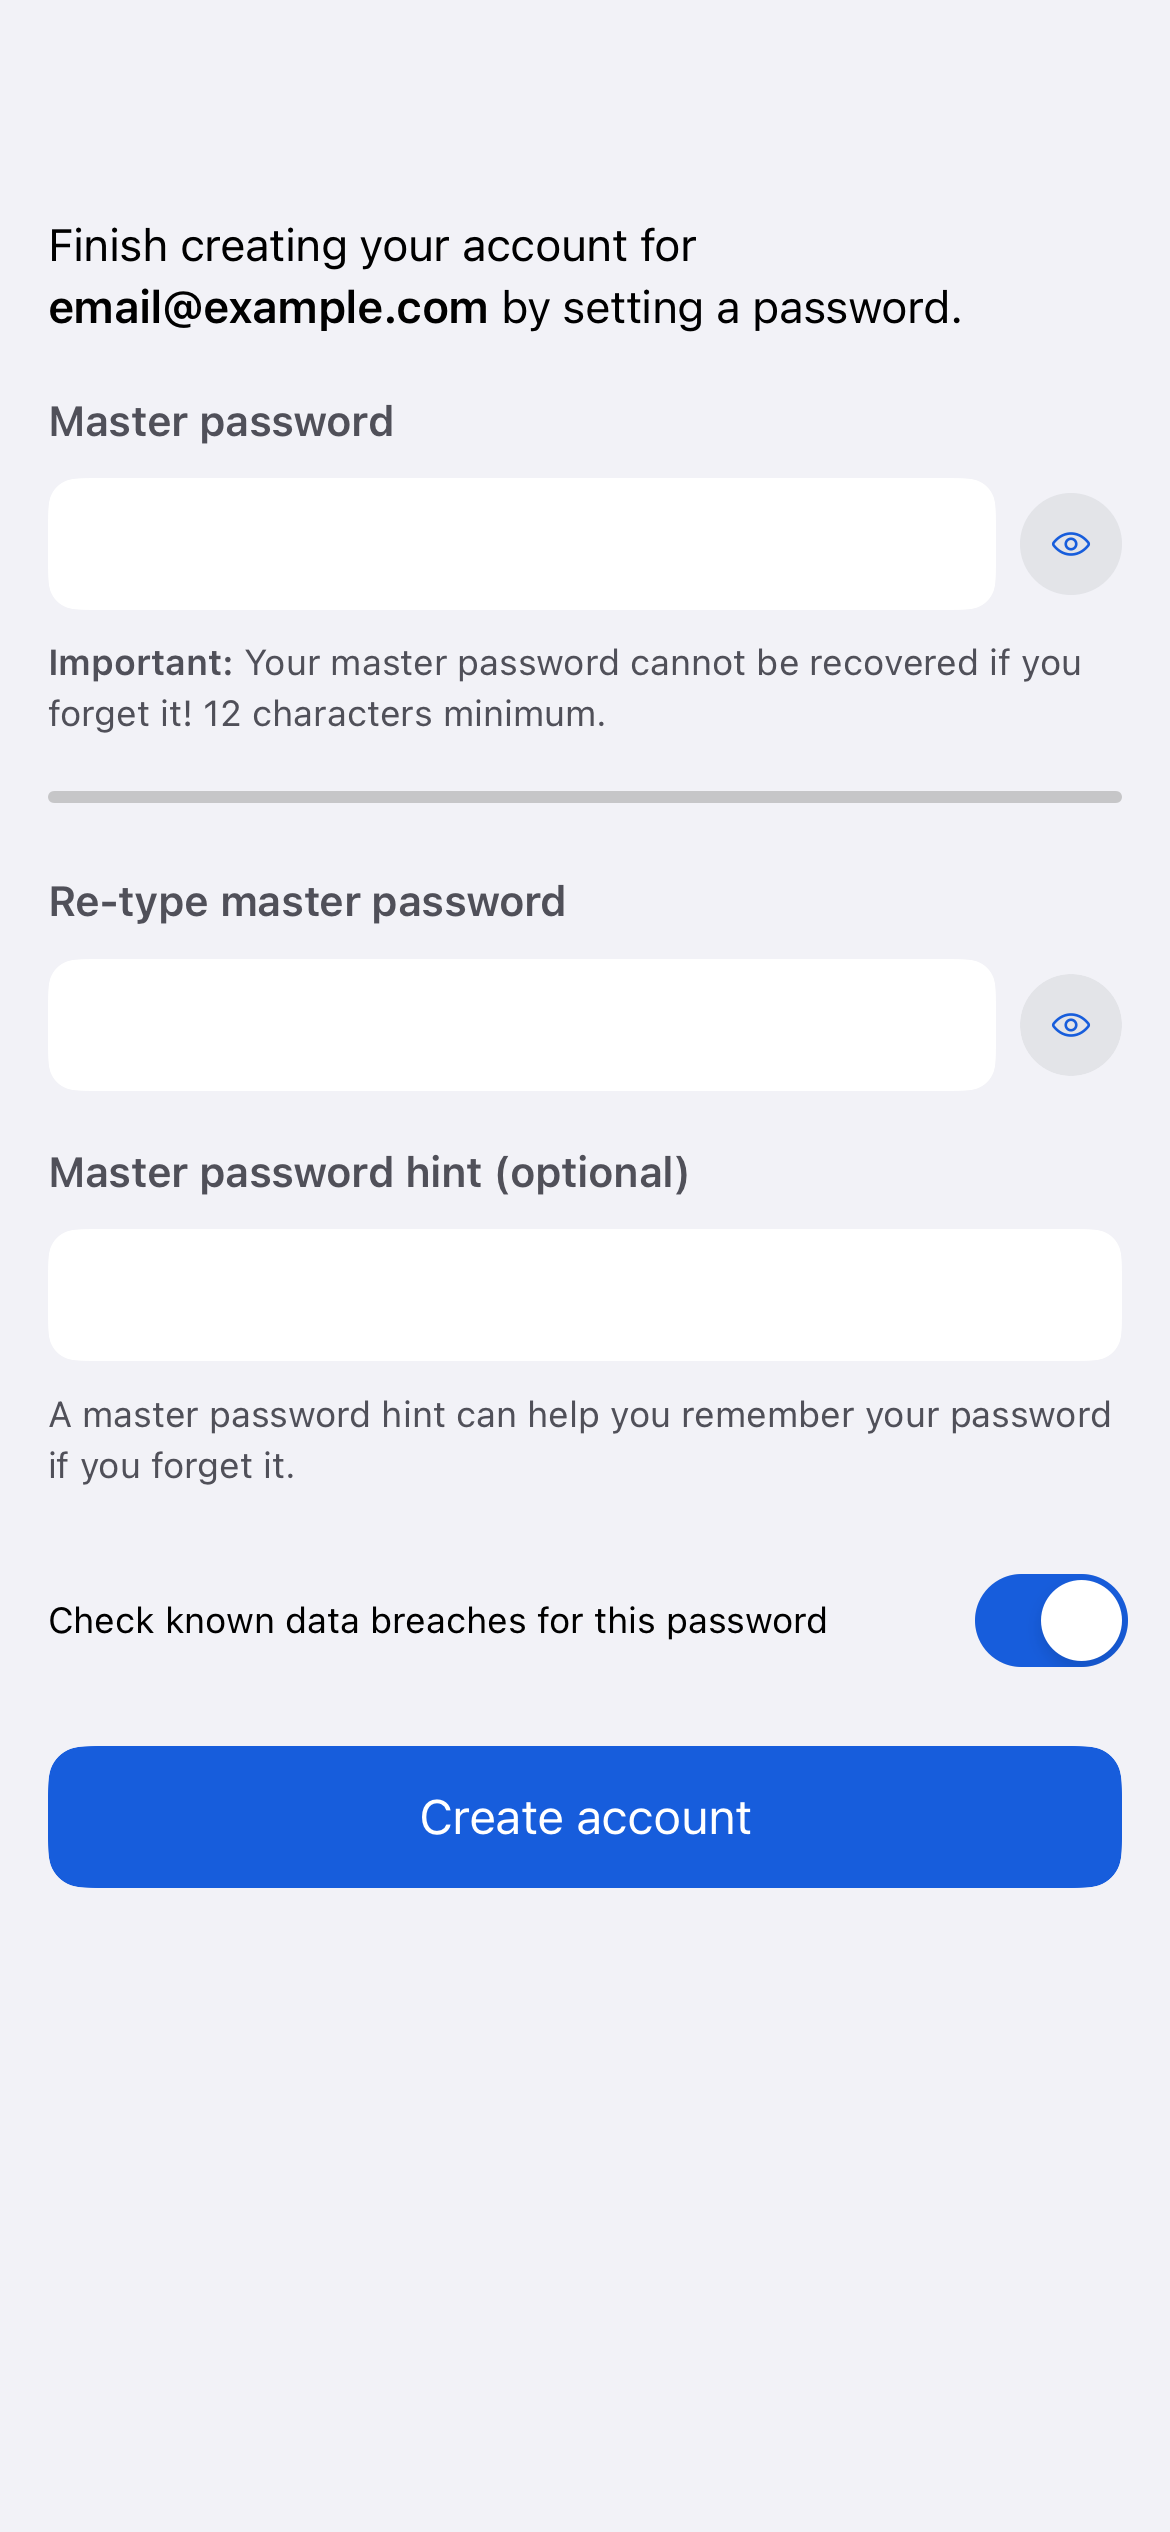 Finish creating your account for
email@example.com by setting a password.
Master password
Important: Your master password cannot be recovered if you
forget it! 12 characters minimum.
Re-type master password
Master password hint (optional)
A master password hint can help you remember your password
if you forget it.
Check known data breaches for this password
Create account